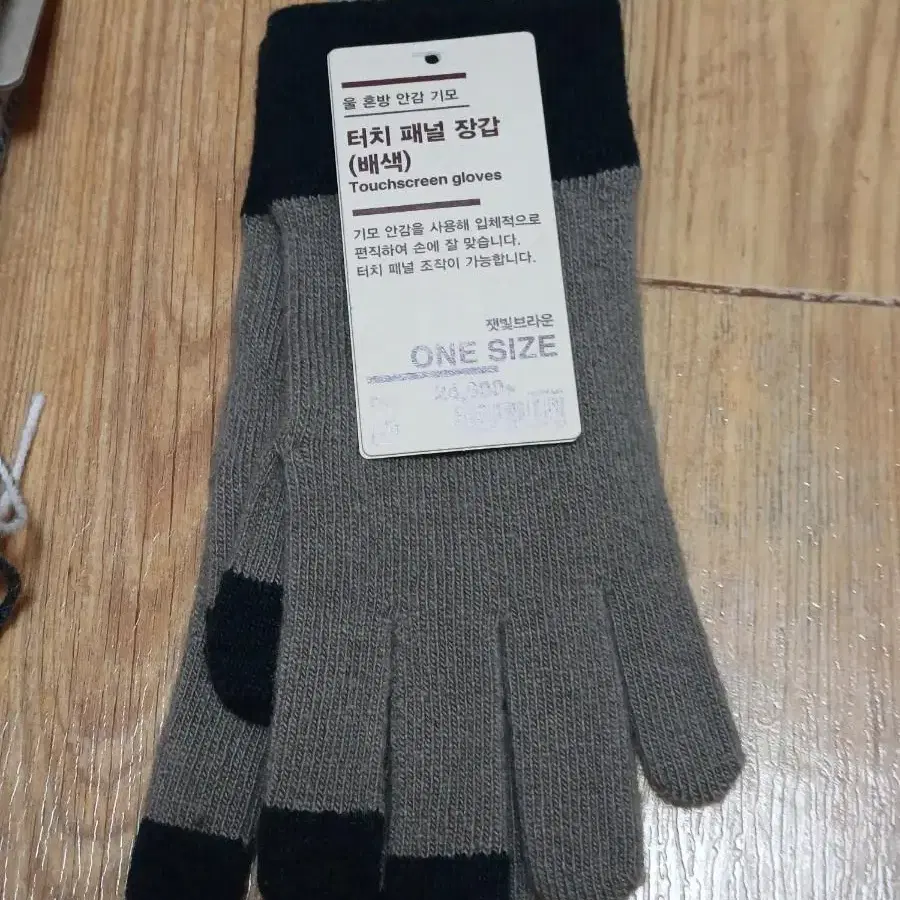 울 혼방 안감 기모
터치 패널 장갑
(배색)
Touchscreen gloves
기모 안감을 사용해 입체적으로
편직하여 손에 잘 맞습니다.
터치 패널 조작이 가능합니다.
잿빛브라운
ONE SIZE